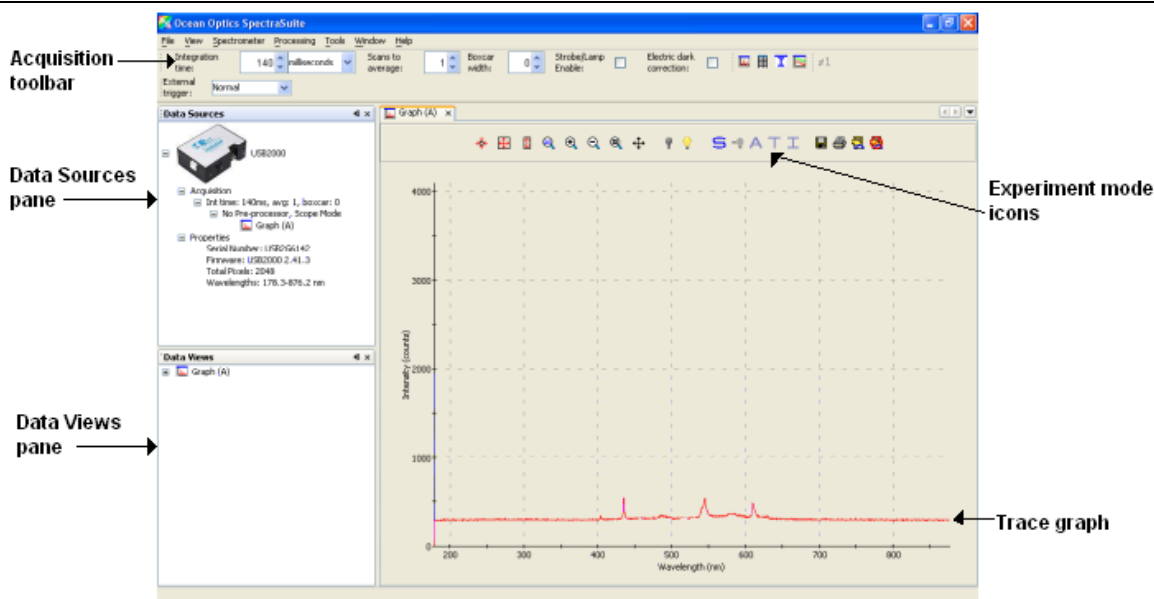 Ocean Optics SpectraSuite
File View Spectrometer Processing Tools Window Help
Acquisition toolbar
Integration time: 140 milliseconds
Scans to average: 1
Boxcar width: 0
Strobe/Lamp Enable:
Electric dark correction:
≠1
External trigger: Normal
Data Sources
Graph (A)
USB2000
Data Sources pane
Acquisition
Int time: 140ms, avg: 1, boxcar: 0
No Pre-processor, Scope Mode
Graph (A)
Properties
Serial Number: USB2G6142
Firmware: USB2000 2.41.3
Total Pixels: 2048
Wavelengths: 178.3-876.2 nm
S A T I
Experiment mode icons
Data Views
Graph (A)
Data Views pane
4000
3000
2000
1000
0
Intensity (counts)
200 300 400 500 600 700 800
Wavelength (nm)
Trace graph